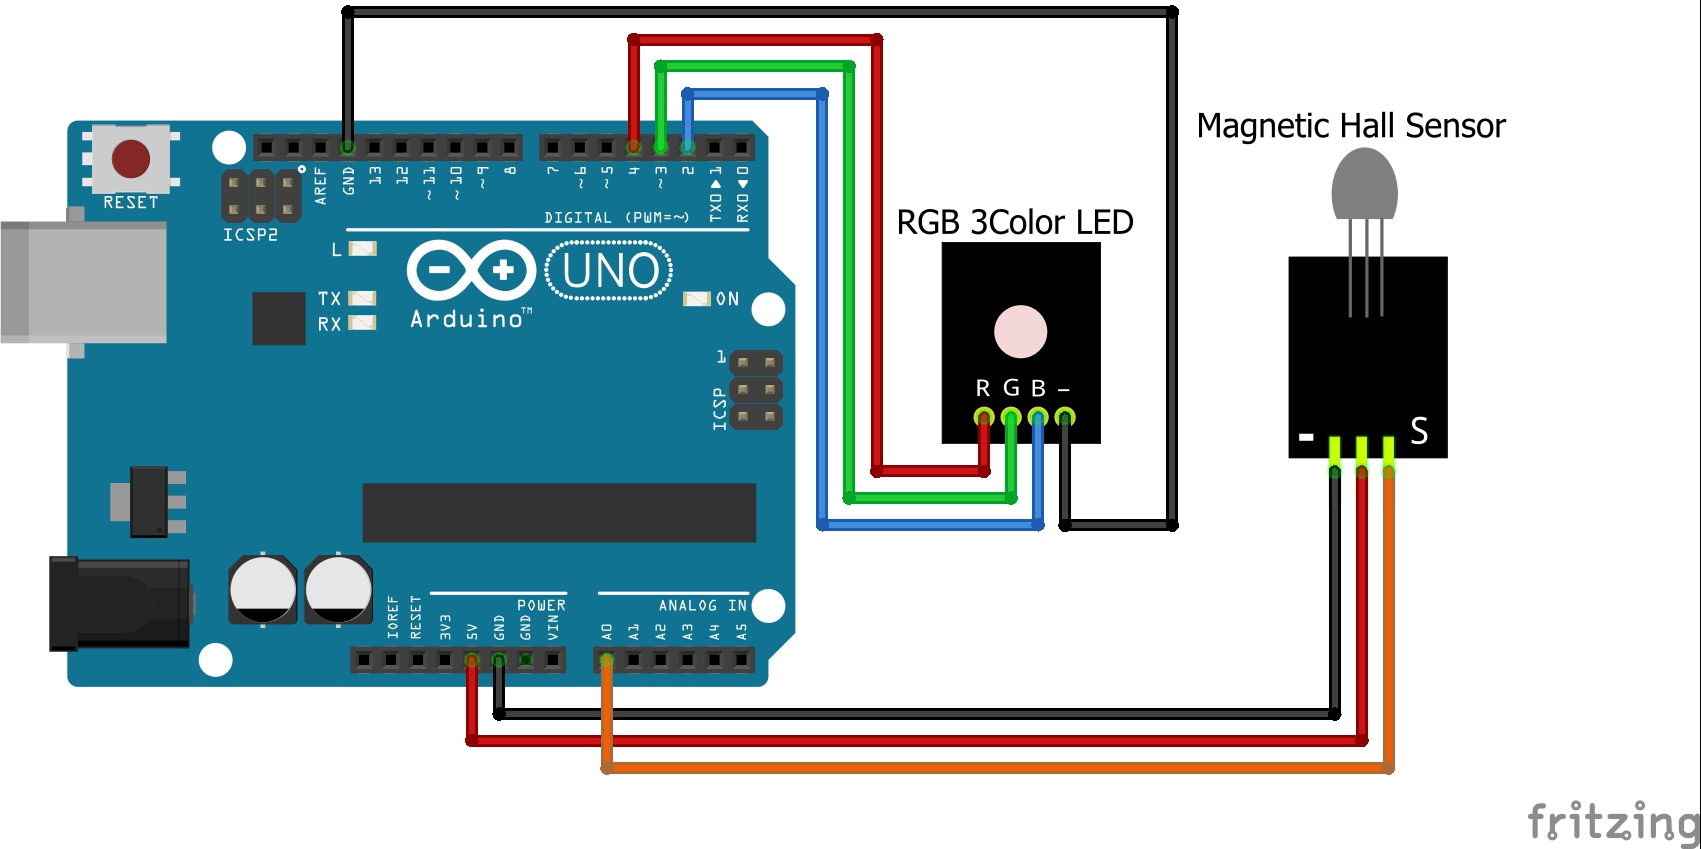 Magnetic Hall Sensor
RGB 3Color LED
RESET
ICSP2
AREF
GND
13
12
~11
~10
~9
8
7
~6
~5
4
~3
2
TX0▶1
RX0◀0
DIGITAL (PWM=~)
L
TX
RX
UNO
Arduino™
ON
1
ICSP
R G B –
- S
IOREF
RESET
3V3
5V
GND
GND
VIN
POWER
ANALOG IN
A0
A1
A2
A3
A4
A5
fritzing